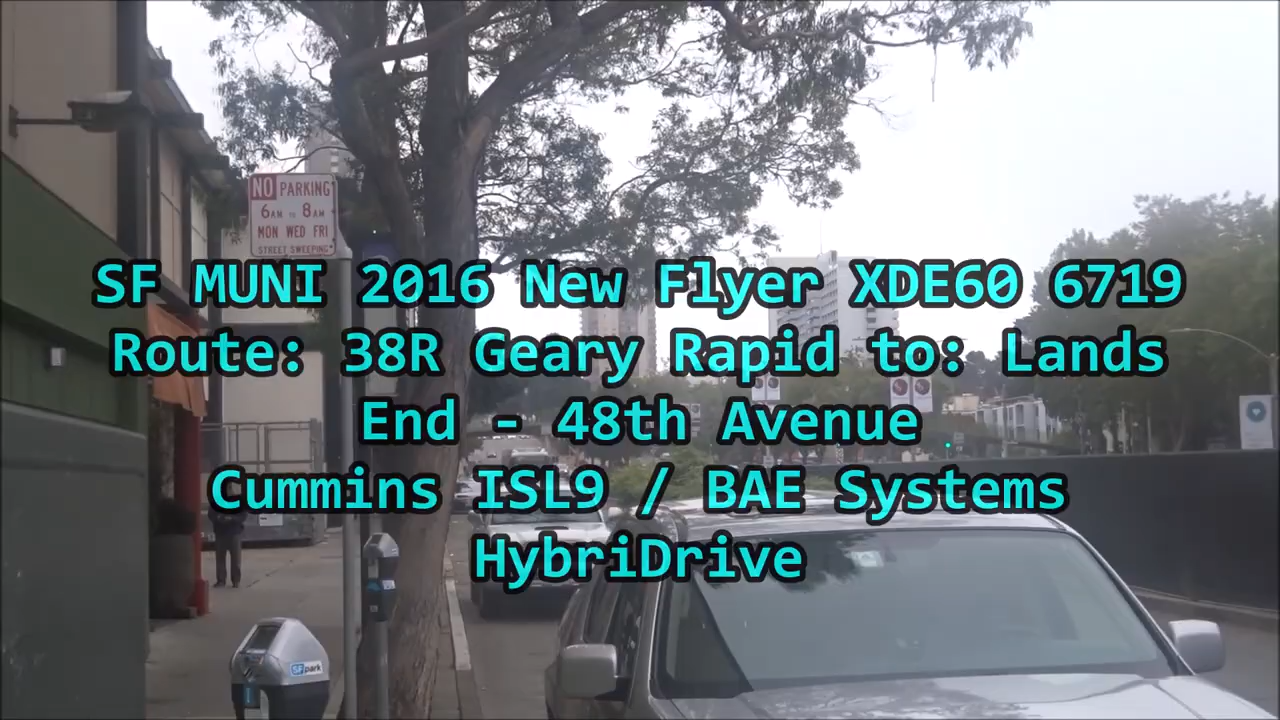 NO PARKING
6AM TO 8AM
MON WED FRI
STREET SWEEPING
SF MUNI 2016 New Flyer XDE60 6719
Route: 38R Geary Rapid to: Lands
End - 48th Avenue
Cummins ISL9 / BAE Systems
HybriDrive
SFpark